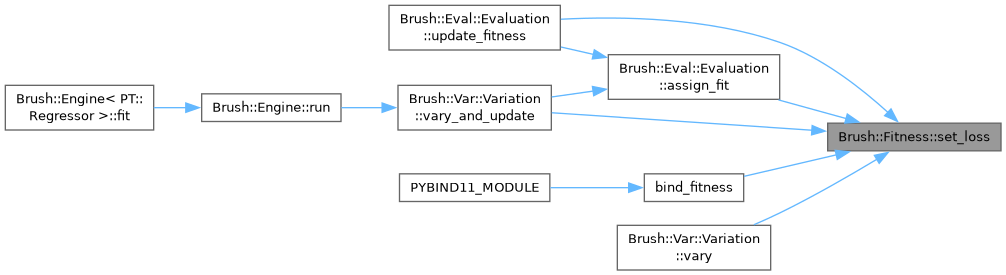 Brush::Eval::Evaluation
::update_fitness
Brush::Eval::Evaluation
::assign_fit
Brush::Engine< PT::
Regressor >::fit
Brush::Engine::run
Brush::Var::Variation
::vary_and_update
Brush::Fitness::set_loss
PYBIND11_MODULE
bind_fitness
Brush::Var::Variation
::vary